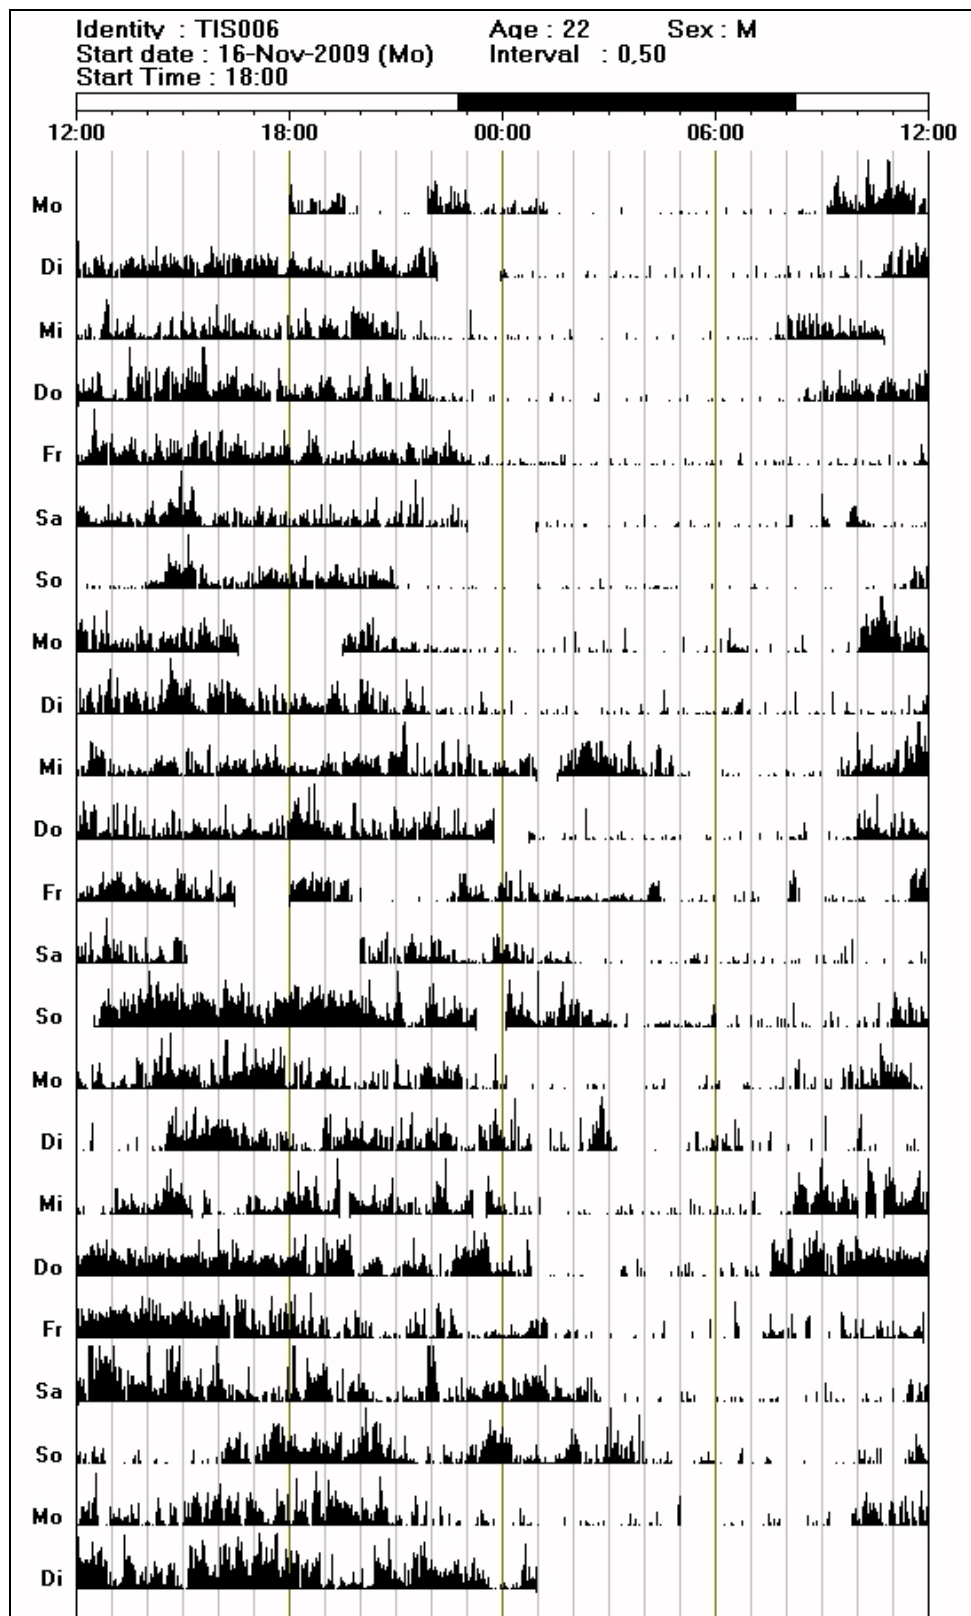 Identity : TIS006 Age : 22 Sex : M
Start date : 16-Nov-2009 (Mo) Interval : 0,50
Start Time : 18:00
12:00 18:00 00:00 06:00 12:00
Mo
Di
Mi
Do
Fr
Sa
So
Mo
Di
Mi
Do
Fr
Sa
So
Mo
Di
Mi
Do
Fr
Sa
So
Mo
Di